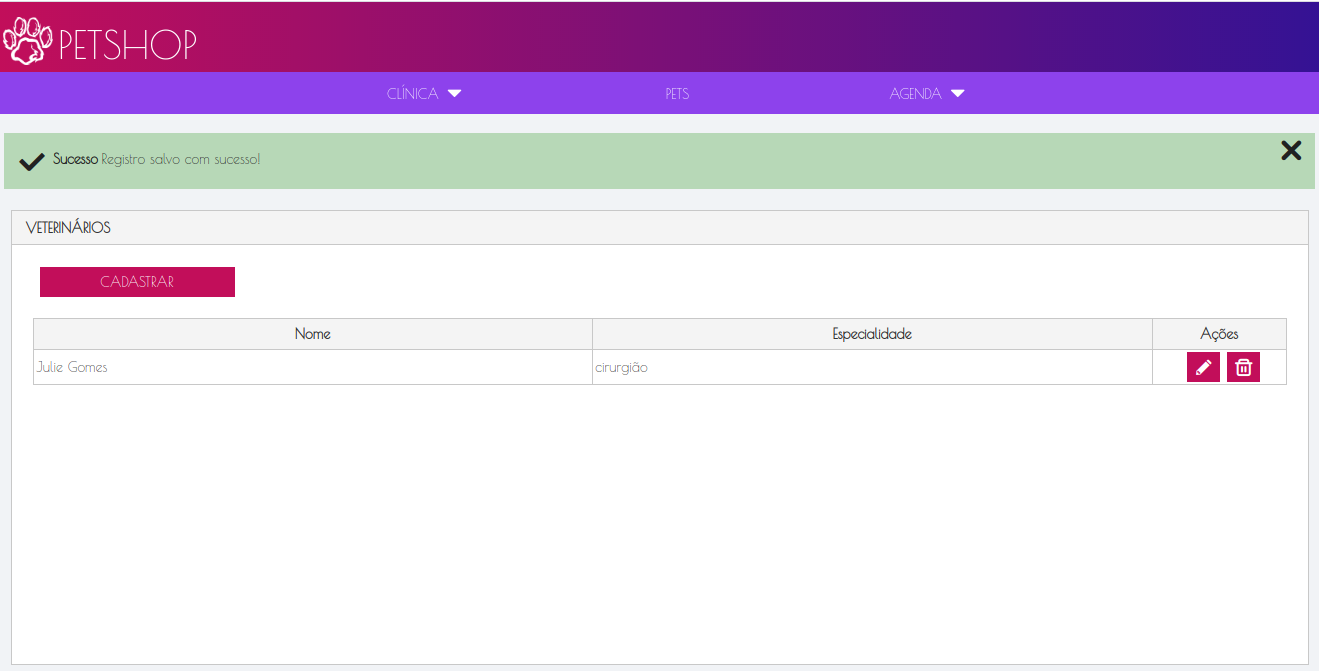 PETSHOP
CLÍNICA PETS AGENDA
Sucesso Registro salvo com sucesso!
VETERINÁRIOS
CADASTRAR
Nome Especialidade Ações
Julie Gomes cirurgião